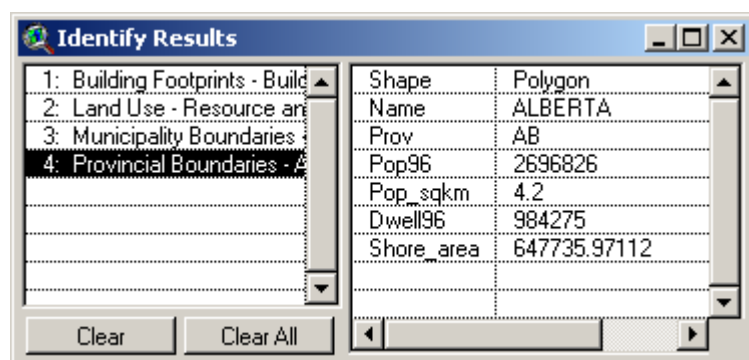 Identify Results
1: Building Footprints - Build
2: Land Use - Resource an
3: Municipality Boundaries -
4: Provincial Boundaries - A
Shape Polygon
Name ALBERTA
Prov AB
Pop96 2696826
Pop_sqkm 4.2
Dwell96 984275
Shore_area 647735.97112
Clear Clear All